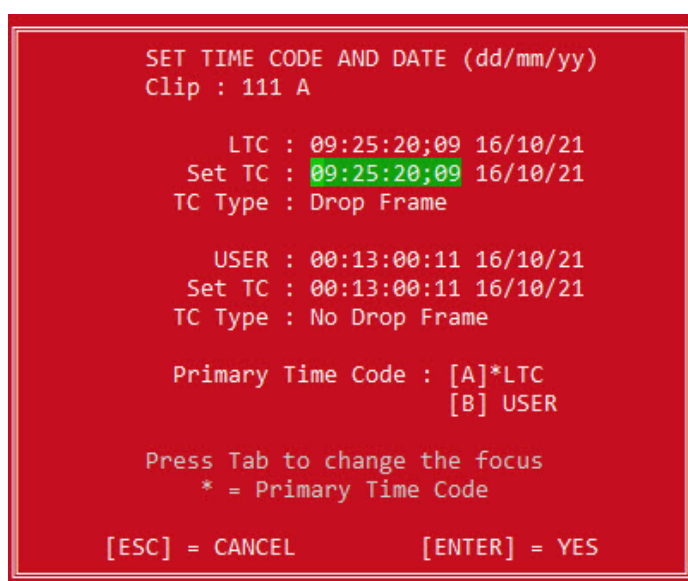 SET TIME CODE AND DATE (dd/mm/yy)
Clip : 111 A
LTC : 09:25:20;09 16/10/21
Set TC : 09:25:20;09 16/10/21
TC Type : Drop Frame
USER : 00:13:00:11 16/10/21
Set TC : 00:13:00:11 16/10/21
TC Type : No Drop Frame
Primary Time Code : [A]*LTC
[B] USER
Press Tab to change the focus
* = Primary Time Code
[ESC] = CANCEL [ENTER] = YES